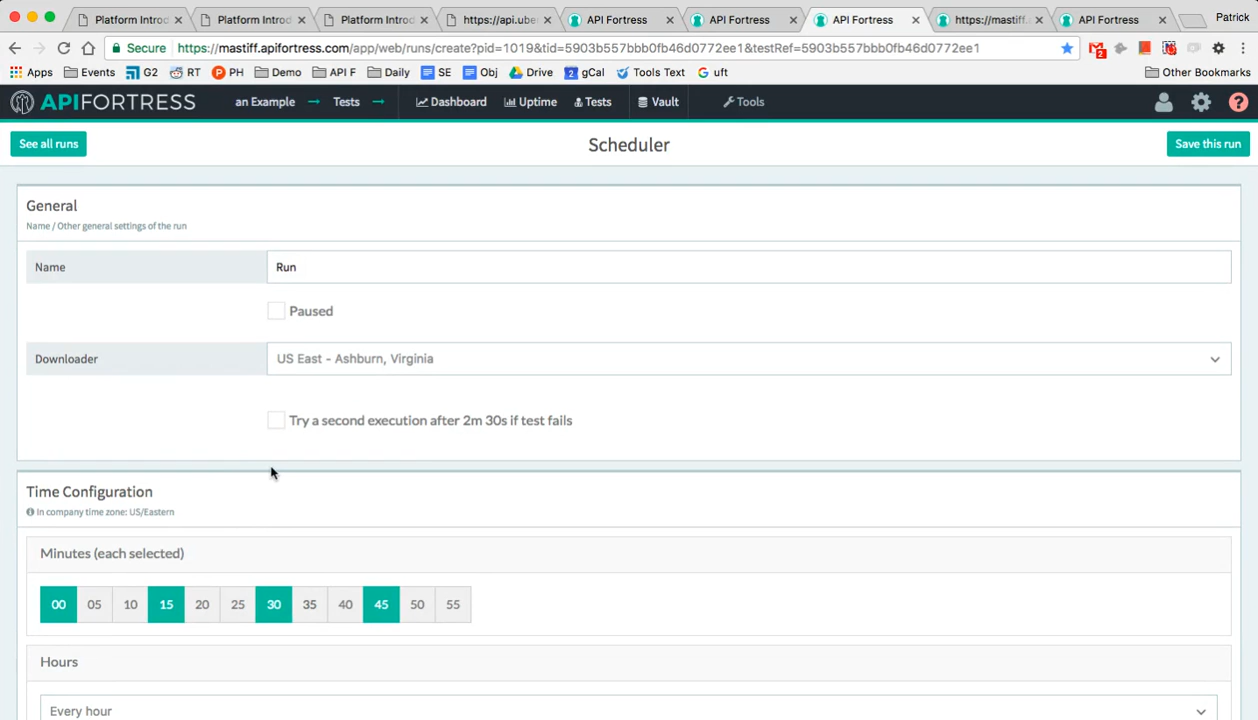 Platform Introd
Platform Introd
Platform Introd
https://api.ube
API Fortress
API Fortress
API Fortress
https://mastiff.
API Fortress
Patrick
Secure
https://mastiff.apifortress.com/app/web/runs/create?pid=1019&tid=5903b557bbb0fb46d0772ee1&testRef=5903b557bbb0fb46d0772ee1
2
Apps
Events
G2
RT
PH
Demo
API F
Daily
SE
Obj
Drive
gCal
Tools Text
uft
Other Bookmarks
APIFORTRESS
an Example
Tests
Dashboard
Uptime
Tests
Vault
Tools
?
See all runs
Scheduler
Save this run
General
Name / Other general settings of the run
Name
Run
Paused
Downloader
US East - Ashburn, Virginia
Try a second execution after 2m 30s if test fails
Time Configuration
In company time zone: US/Eastern
Minutes (each selected)
00 05 10 15 20 25 30 35 40 45 50 55
Hours
Every hour